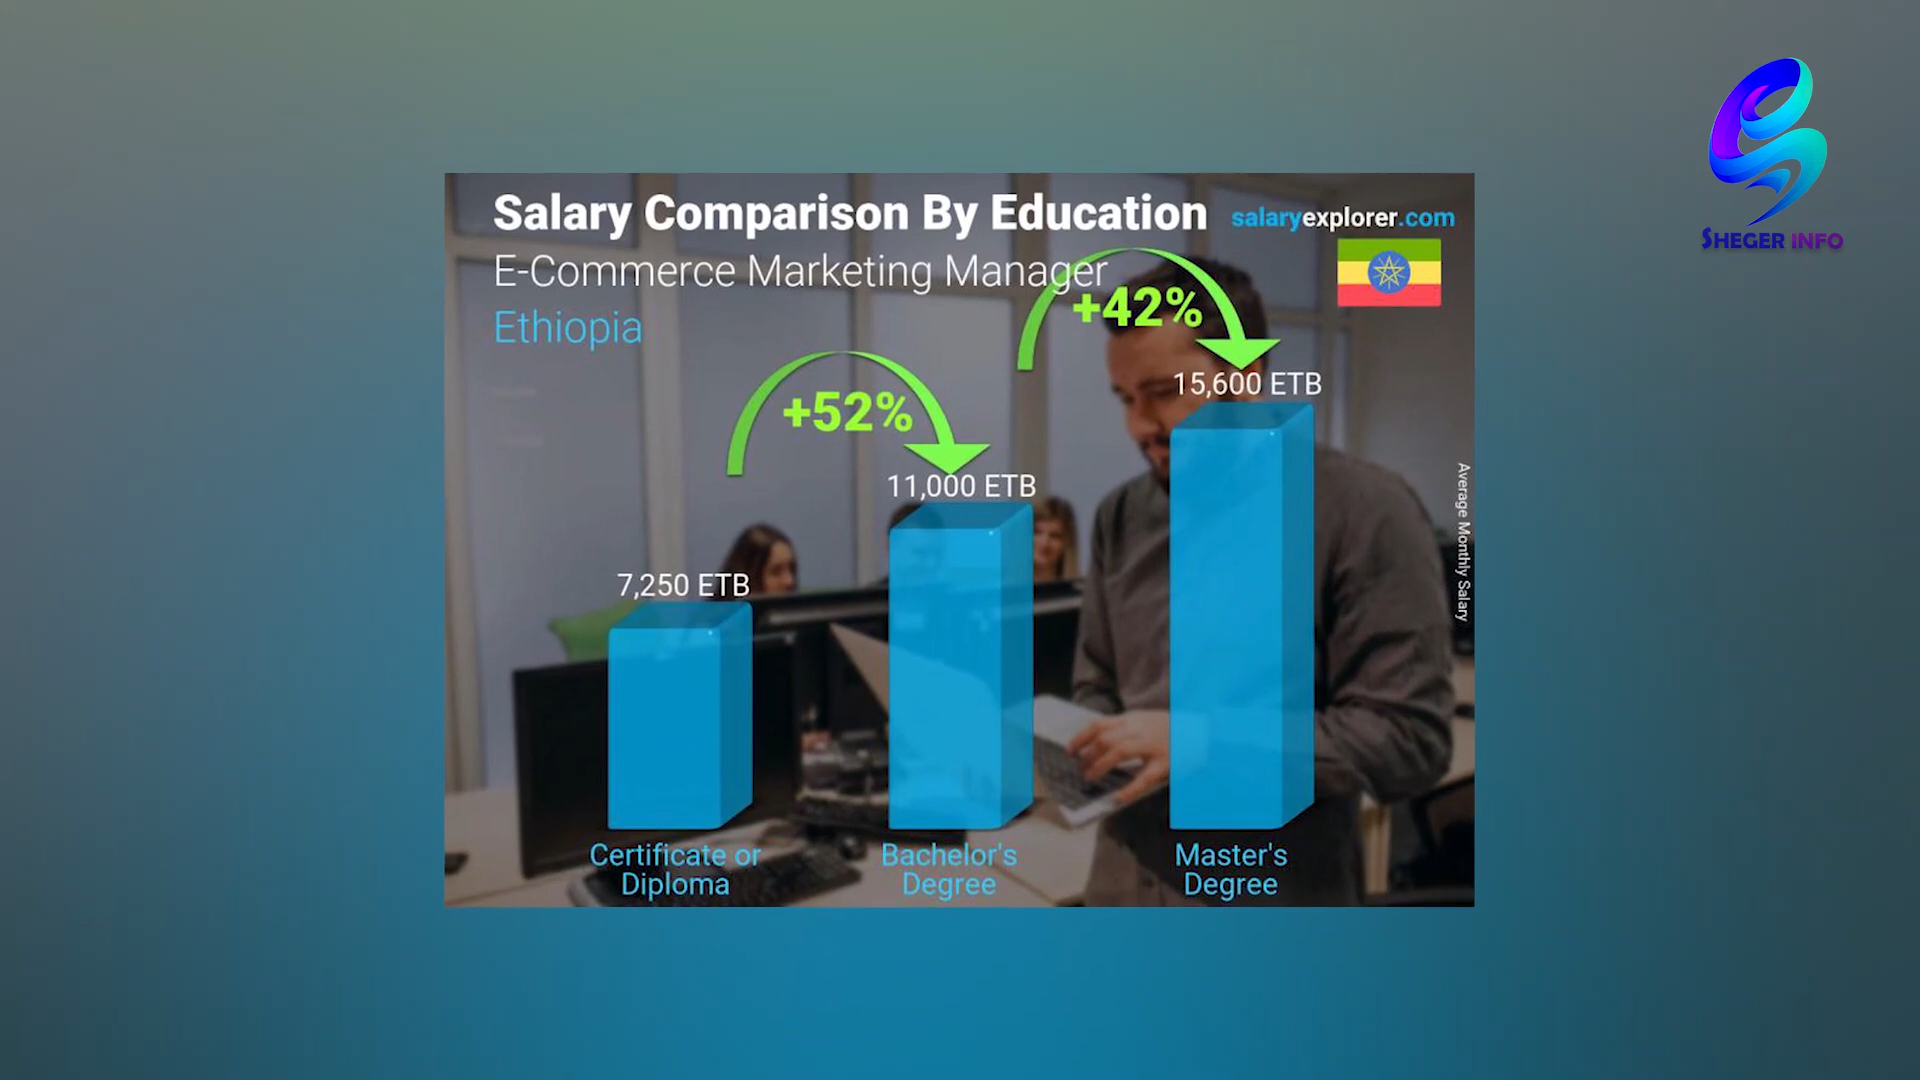 Salary Comparison By Education
salaryexplorer.com
E-Commerce Marketing Manager
Ethiopia
+42%
+52%
15,600 ETB
11,000 ETB
7,250 ETB
Average Monthly Salary
Certificate or
Diploma
Bachelor's
Degree
Master's
Degree
SHEGER INFO